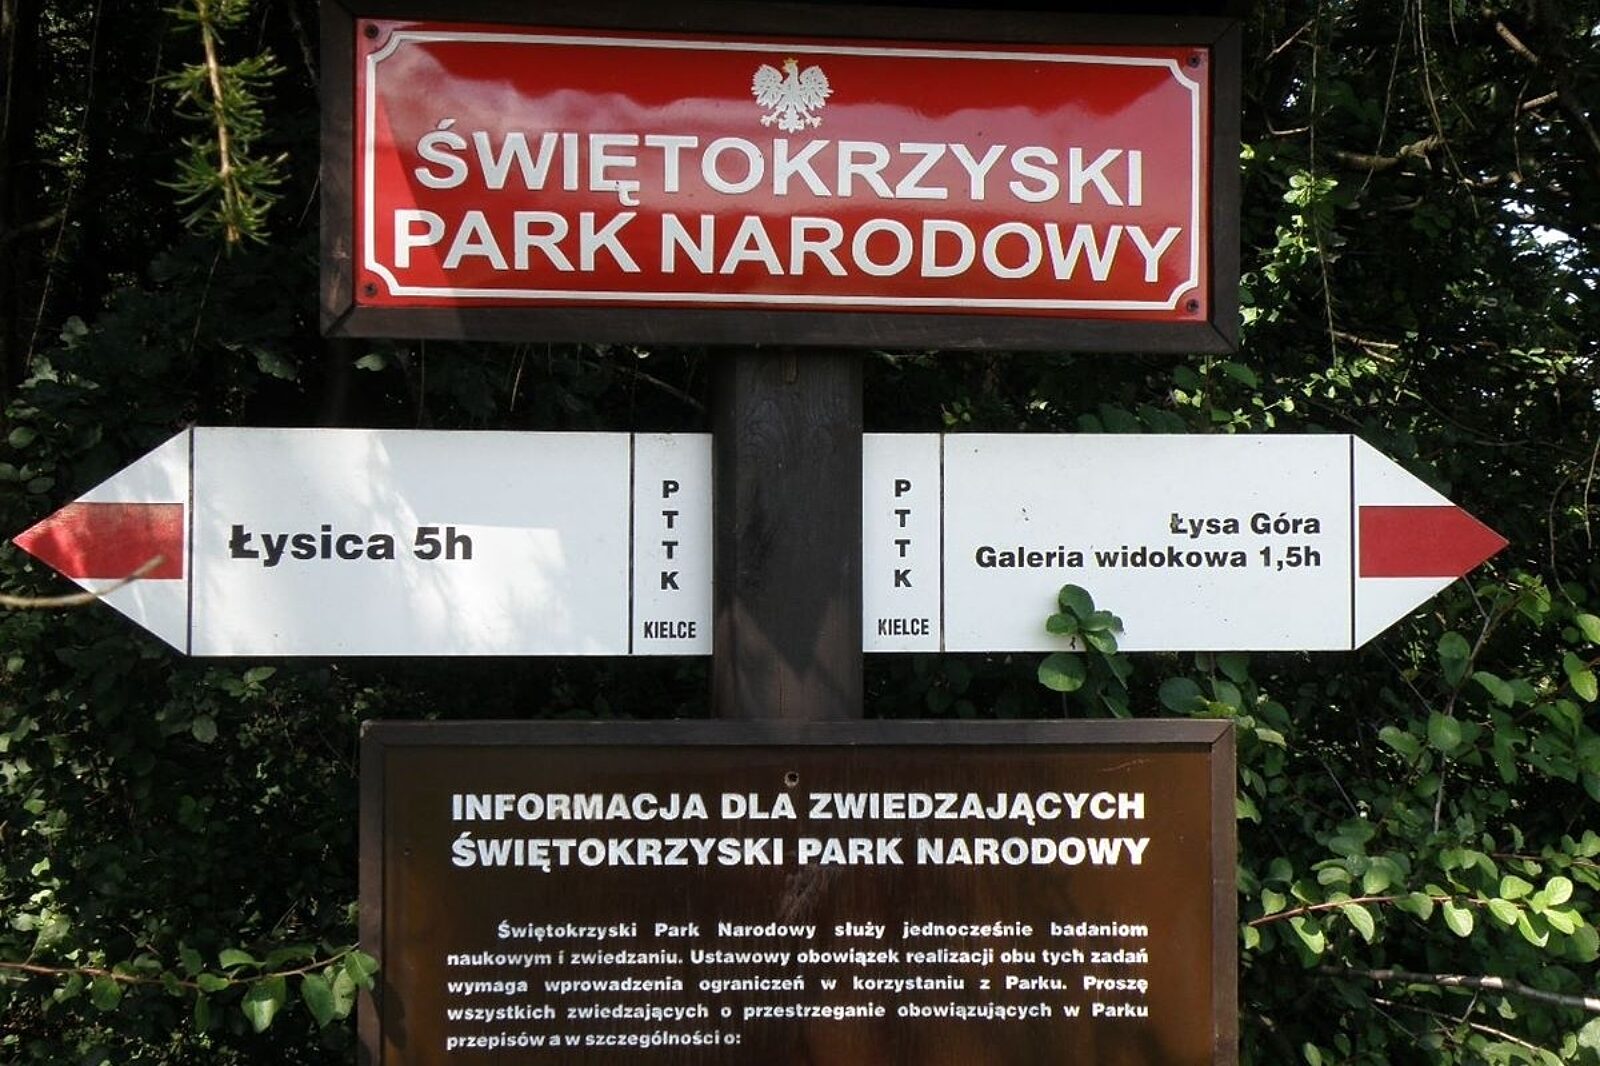 ŚWIĘTOKRZYSKI
PARK NARODOWY
Łysica 5h
P
T
T
K
KIELCE
P
T
T
K
KIELCE
Łysa Góra
Galeria widokowa 1,5h
INFORMACJA DLA ZWIEDZAJĄCYCH
ŚWIĘTOKRZYSKI PARK NARODOWY
Świętokrzyski Park Narodowy służy jednocześnie badaniom
naukowym i zwiedzaniu. Ustawowy obowiązek realizacji obu tych zadań
wymaga wprowadzenia ograniczeń w korzystaniu z Parku. Proszę
wszystkich zwiedzających o przestrzeganie obowiązujących w Parku
przepisów a w szczególności o: